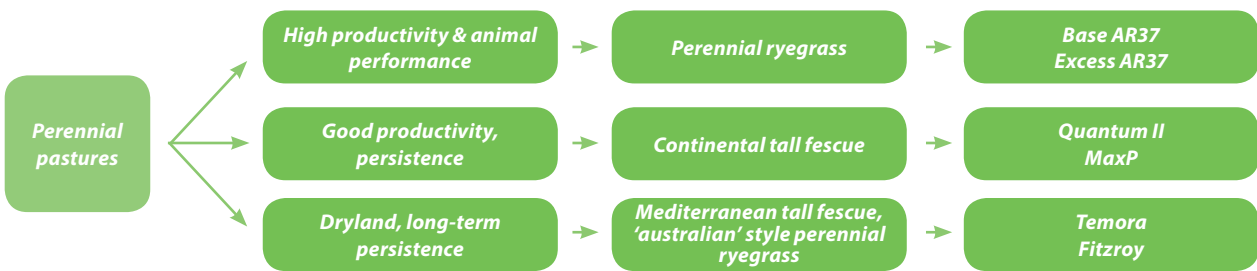 Perennial
pastures
High productivity & animal
performance
Perennial ryegrass
Base AR37
Excess AR37
Good productivity,
persistence
Continental tall fescue
Quantum II
MaxP
Dryland, long-term
persistence
Mediterranean tall fescue,
‘australian’ style perennial
ryegrass
Temora
Fitzroy